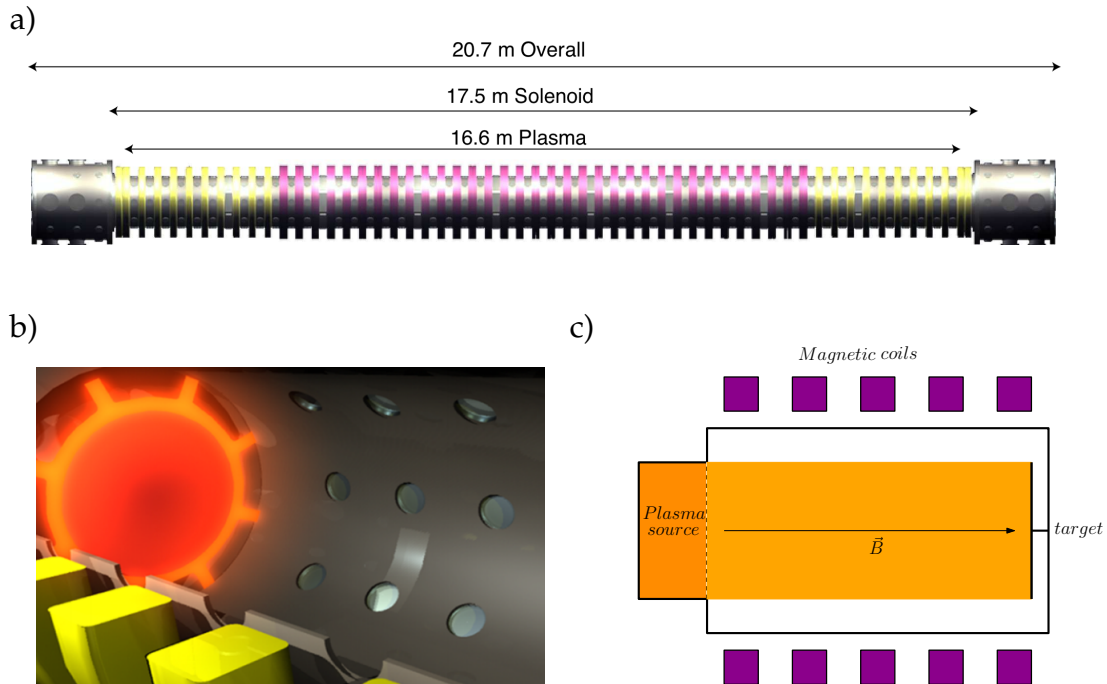 a)
20.7 m Overall
17.5 m Solenoid
16.6 m Plasma
b)
c)
Magnetic coils
Plasma
source
B⃗
target